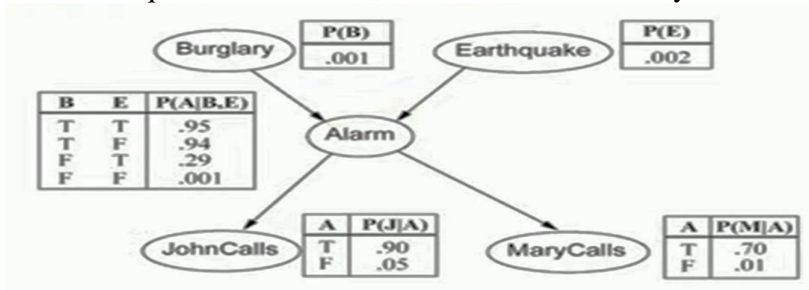 P(B)
P(E)
Burglary
.001
Earthquake
.002
B E P(A|B,E)
T T .95
T F .94
F T .29
F F .001
Alarm
A P(J|A)
T .90
F .05
JohnCalls
A P(M|A)
T .70
F .01
MaryCalls